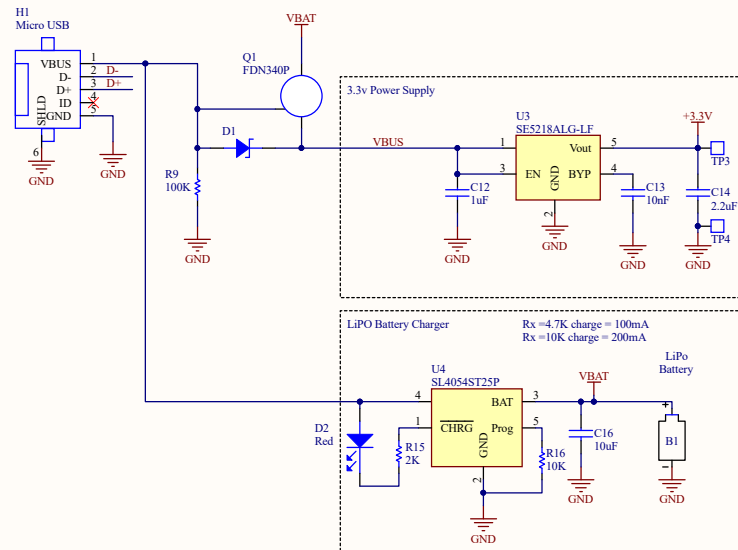 H1
Micro USB
VBUS
D-
D+
ID
GND
SHLD
1
2
3
4
5
6
D-
D+
GND
GND
VBAT
Q1
FDN340P
D1
R9
100K
GND
VBUS
3.3v Power Supply
U3
SE5218ALG-LF
1
3
5
4
2
Vout
EN
BYP
GND
GND
C12
1uF
GND
C13
10nF
GND
+3.3V
TP3
C14
2.2uF
TP4
GND
LiPO Battery Charger
Rx =4.7K charge = 100mA
Rx =10K charge = 200mA
U4
SL4054ST25P
4
1
3
5
2
BAT
CHRG
Prog
GND
D2
Red
R15
2K
R16
10K
GND
VBAT
C16
10uF
GND
LiPo
Battery
+
B1
−
GND